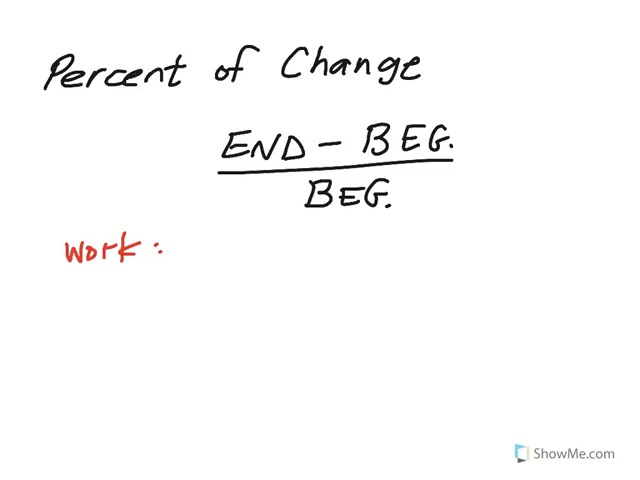 Percent of Change
END - BEG.
BEG.
work:
ShowMe.com